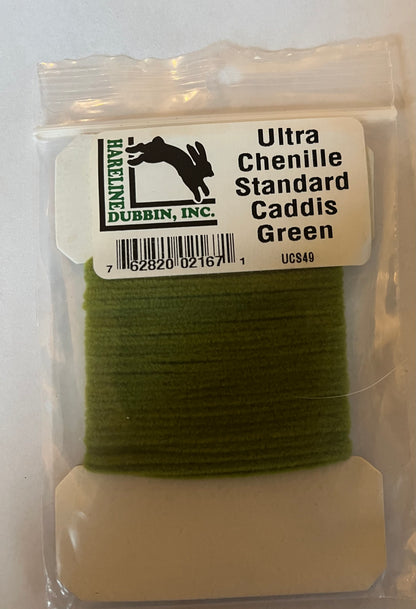 HARELINE
DUBBIN, INC.
Ultra
Chenille
Standard
Caddis
Green
7 62820 02167 1
UCS49